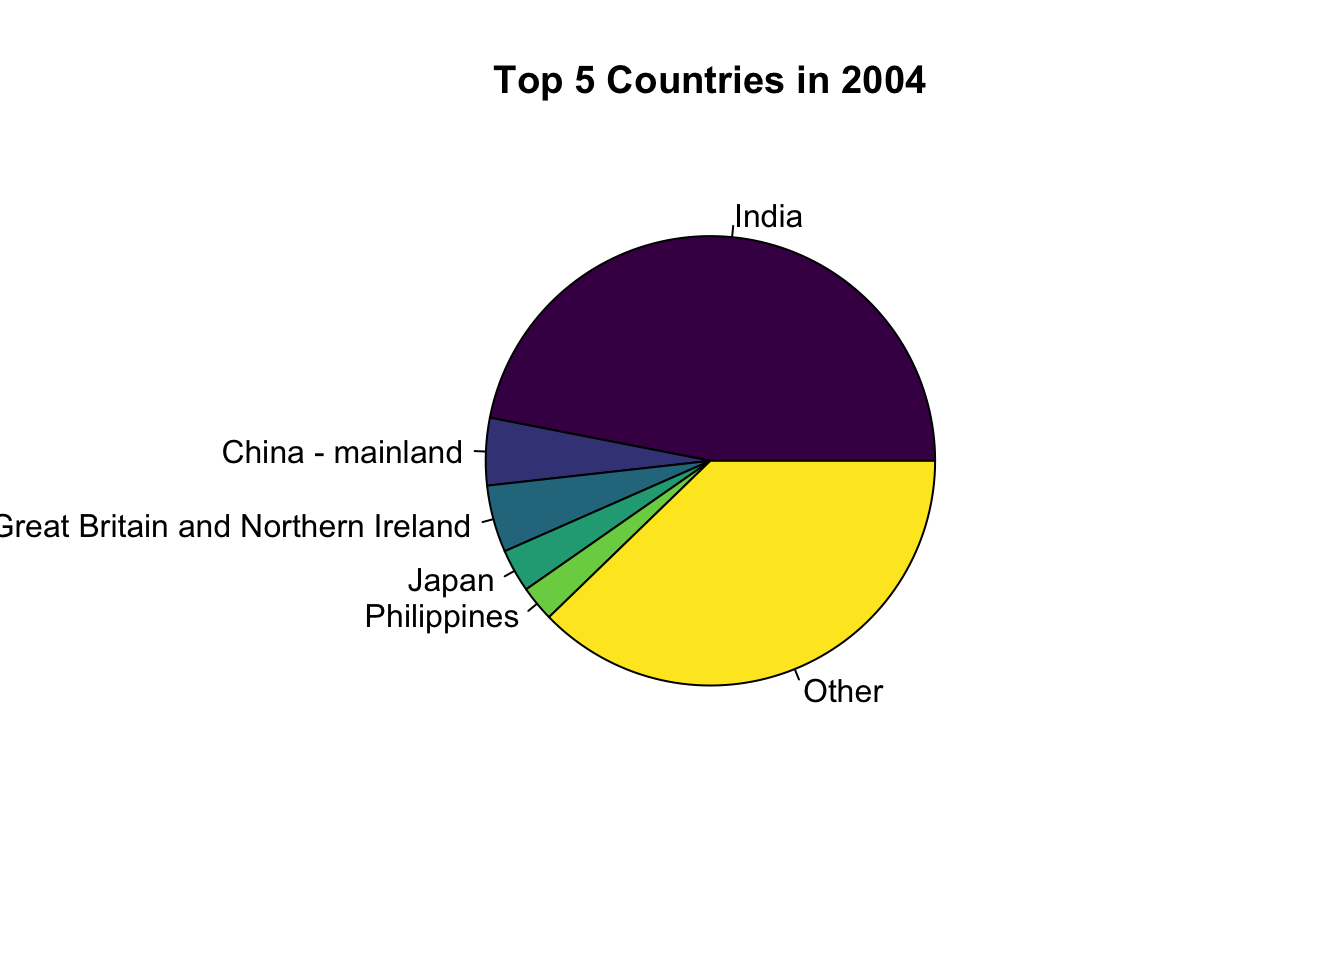 Top 5 Countries in 2004
India
China - mainland
Great Britain and Northern Ireland
Japan
Philippines
Other